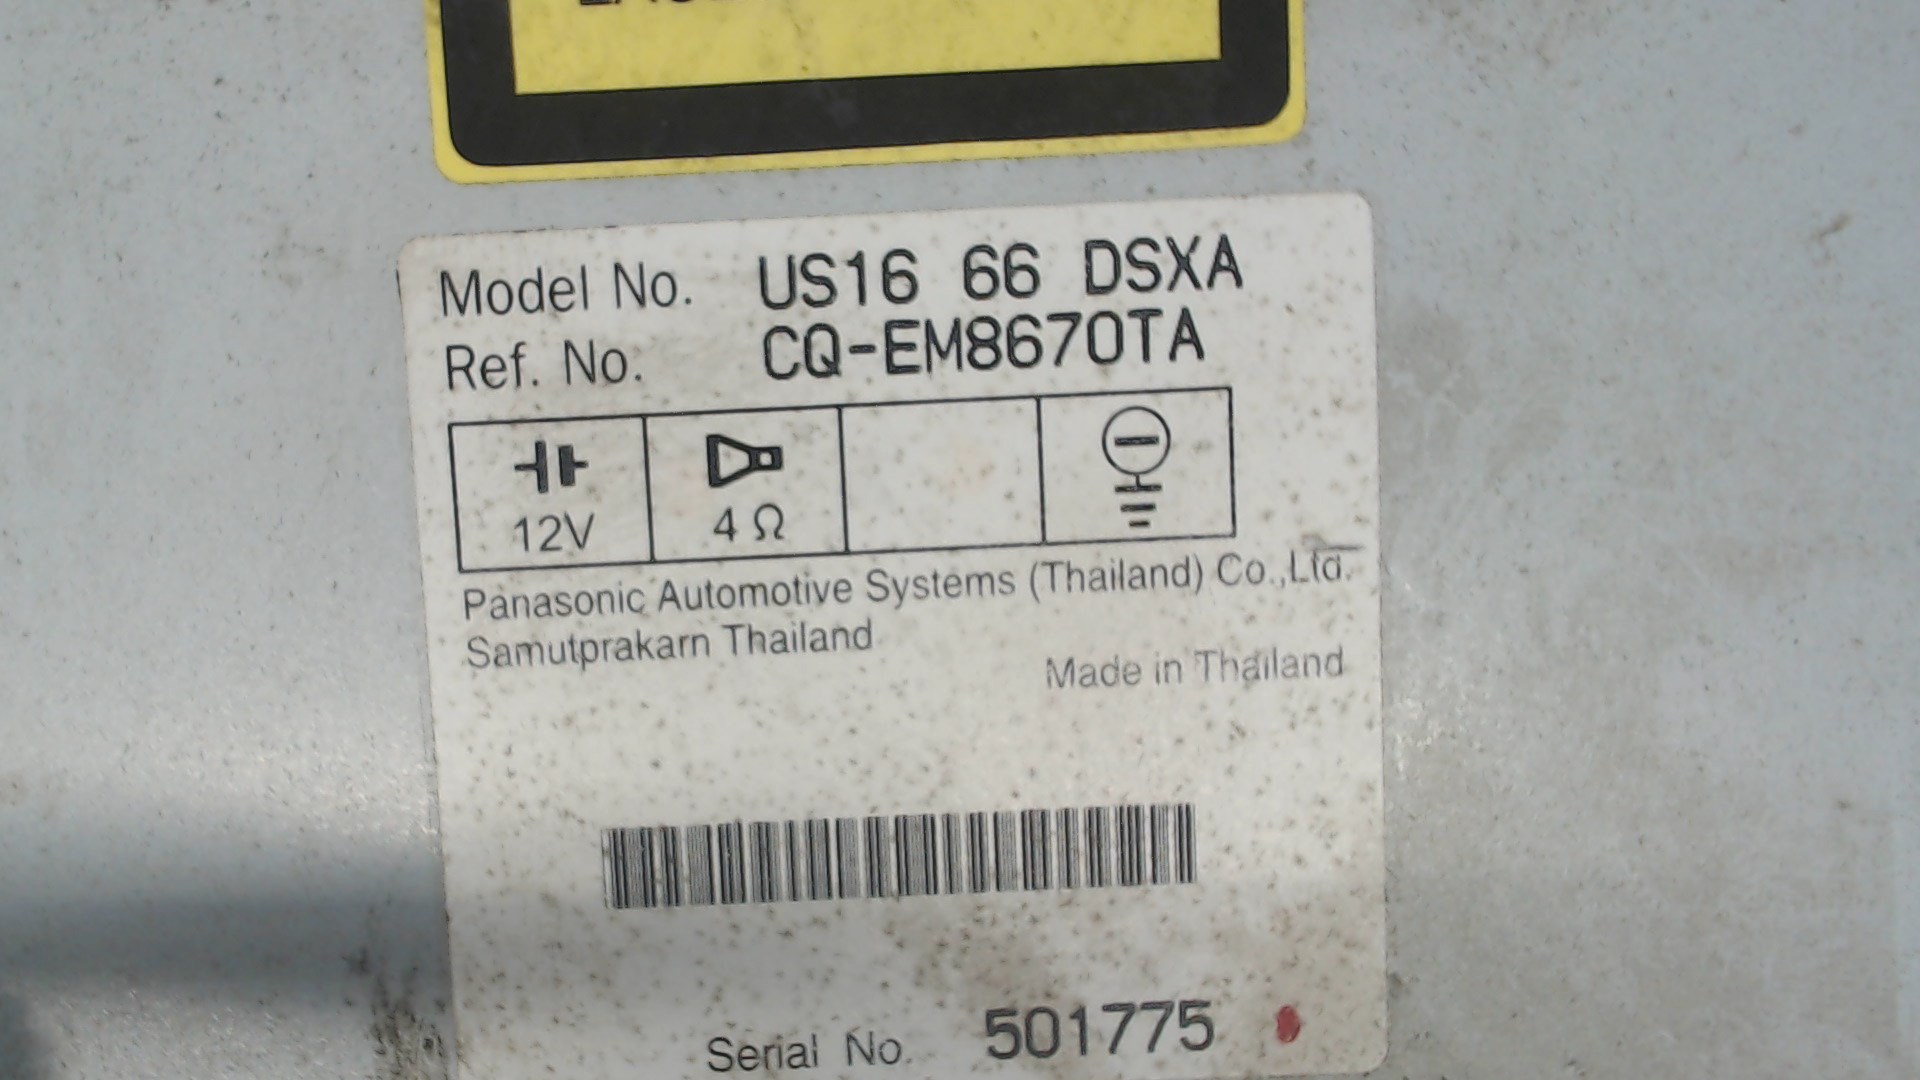 Model No. US16 66 DSXA
Ref. No. CQ-EM8670TA
12V 4 Ω
Panasonic Automotive Systems (Thailand) Co.,Ltd.
Samutprakarn Thailand
Made in Thailand
Serial No. 501775